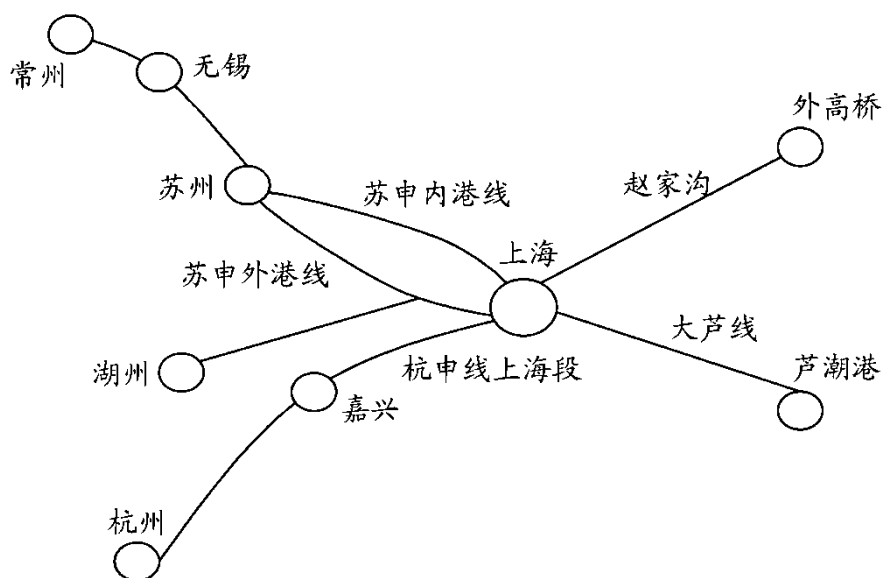 常州
无锡
外高桥
苏州
苏申内港线
赵家沟
上海
苏申外港线
大芦线
湖州
杭申线上海段
芦潮港
嘉兴
杭州